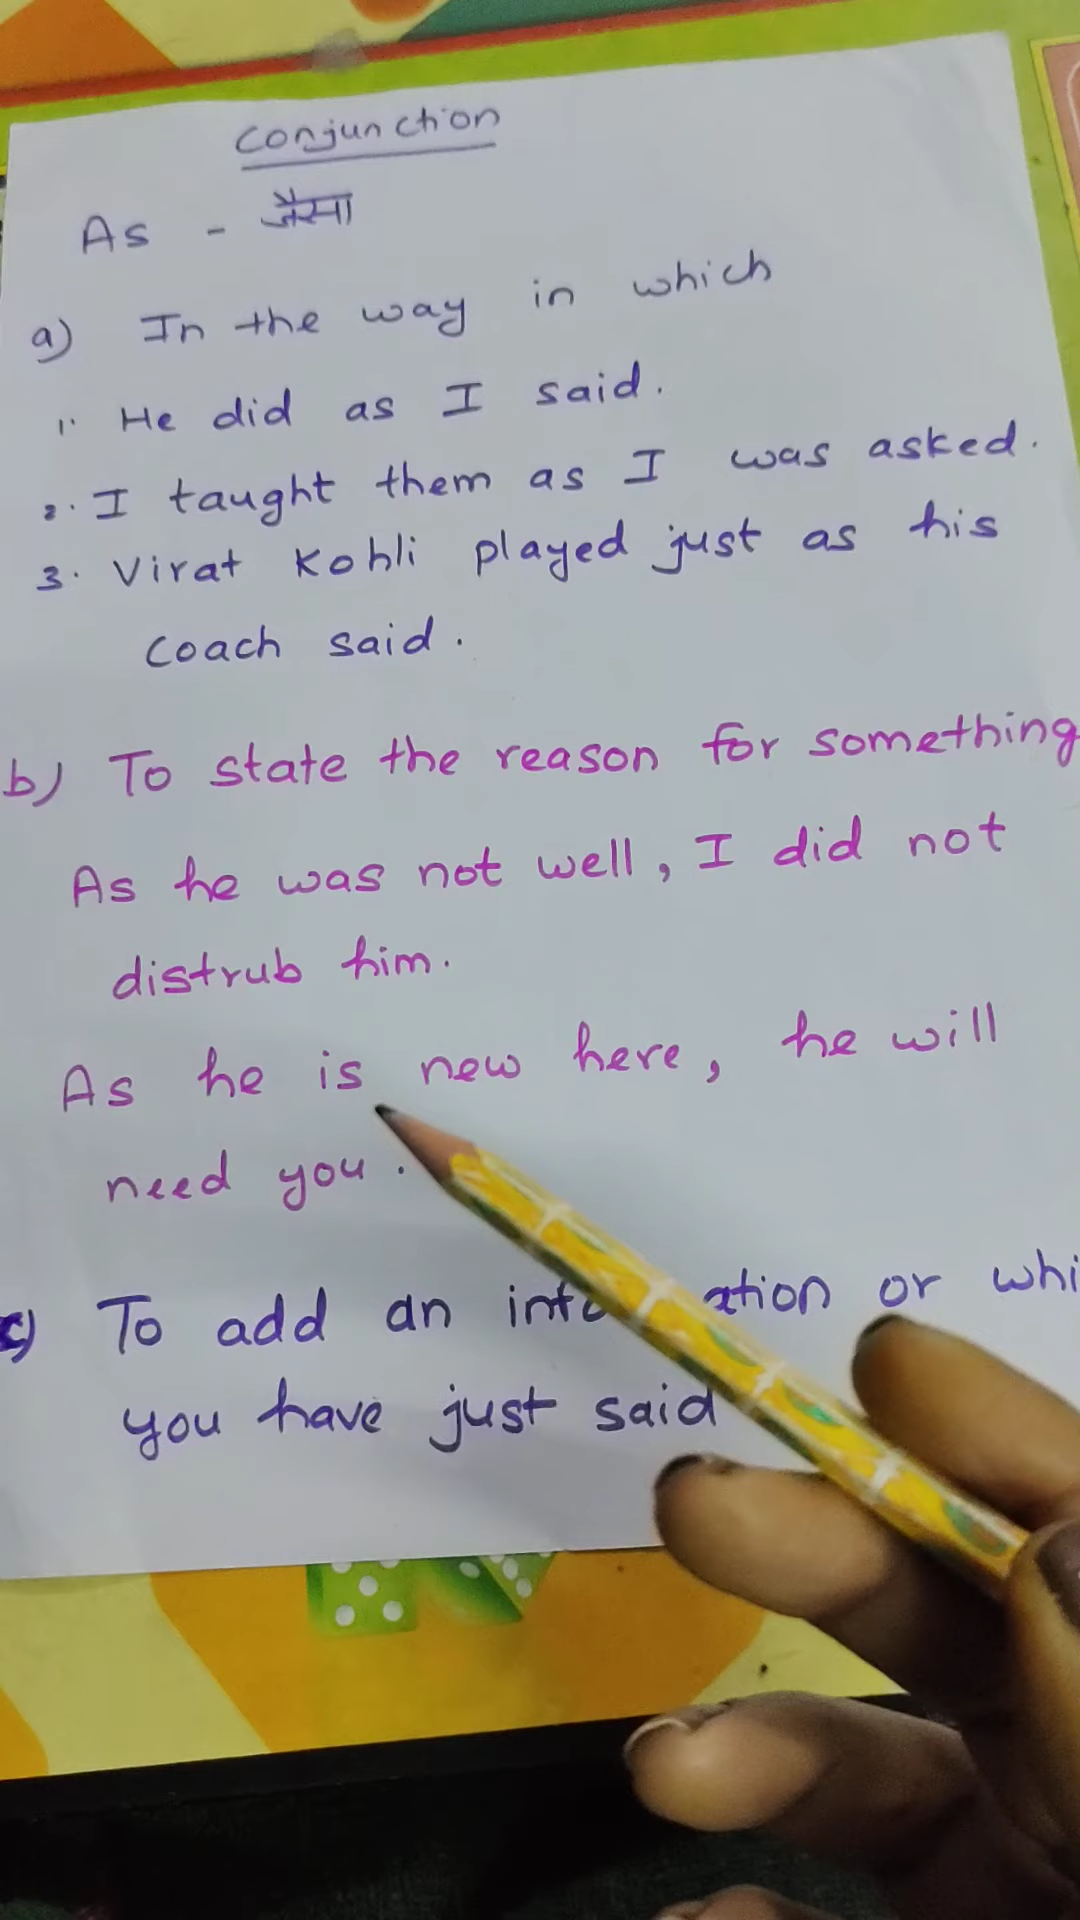 Conjunction
As - जैसा
a) In the way in which
1. He did as I said.
2. I taught them as I was asked.
3. Virat Kohli played just as his
coach said.
b) To state the reason for something
As he was not well, I did not
distrub him.
As he is new here, he will
need you.
c) To add an or
you have just said